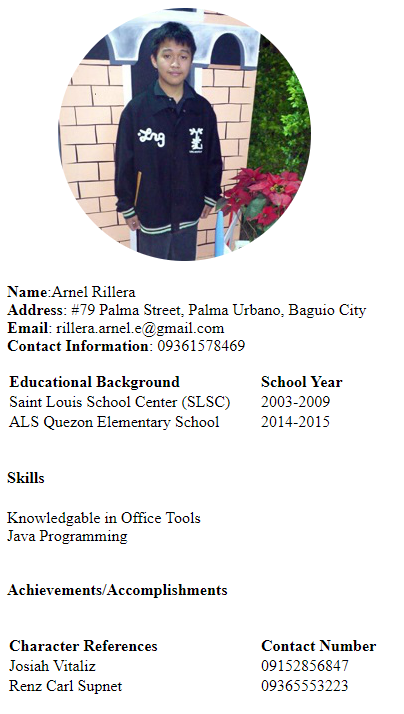 Lng
Name:Arnel Rillera
Address: #79 Palma Street, Palma Urbano, Baguio City
Email: rillera.arnel.e@gmail.com
Contact Information: 09361578469
Educational Background School Year
Saint Louis School Center (SLSC) 2003-2009
ALS Quezon Elementary School 2014-2015
Skills
Knowledgable in Office Tools
Java Programming
Achievements/Accomplishments
Character References Contact Number
Josiah Vitaliz 09152856847
Renz Carl Supnet 09365553223